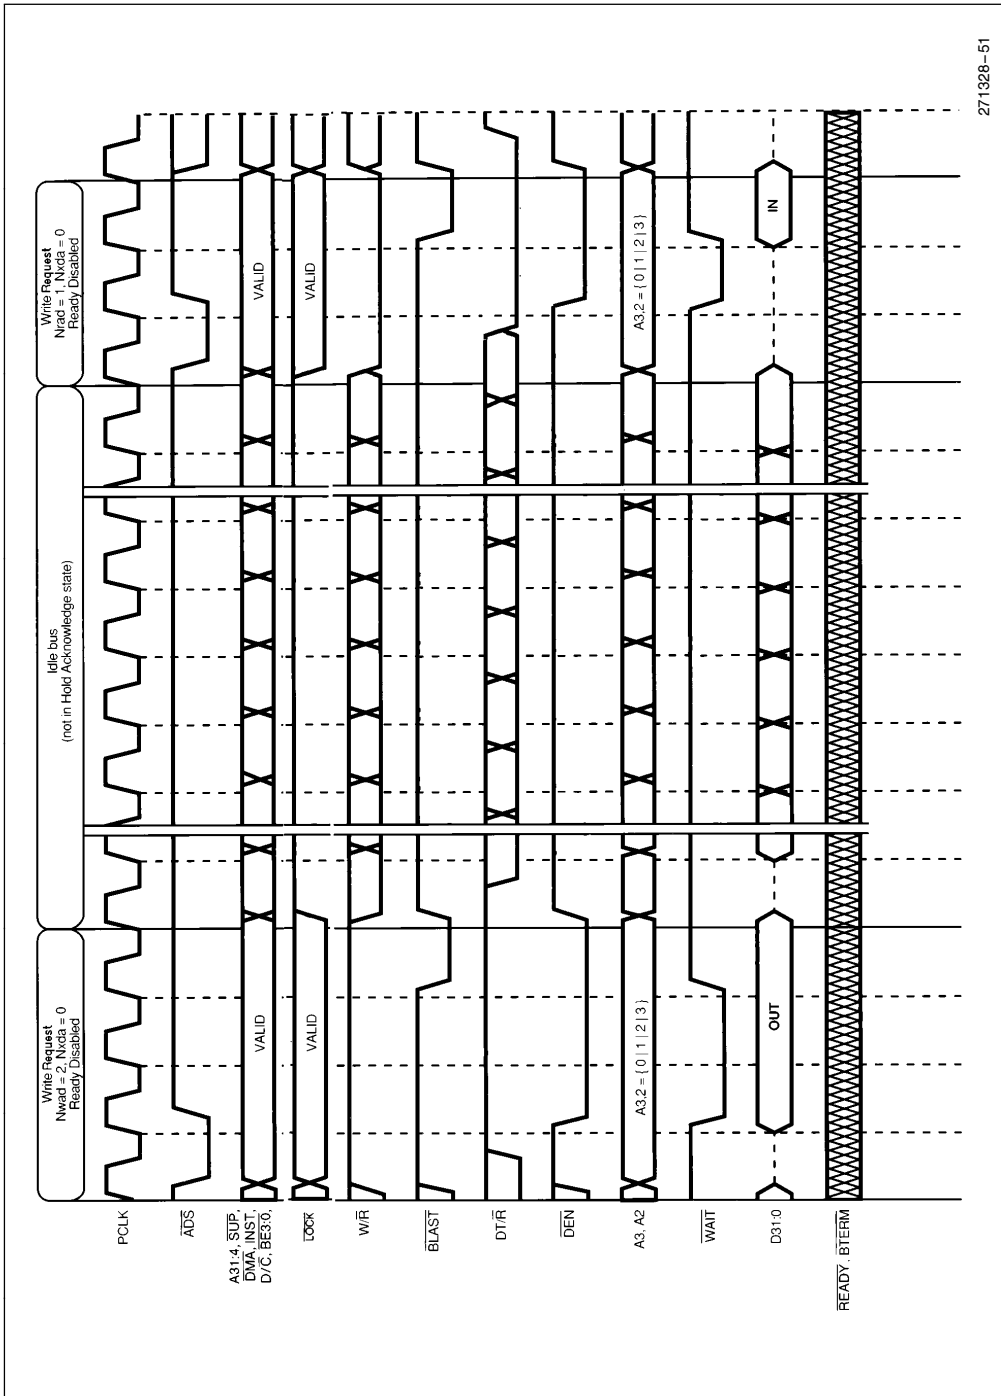 Write Request
Nwad = 2, Nxda = 0
Ready Disabled
Idle bus
(not in Hold Acknowledge state)
Write Request
Nrad = 1, Nxda = 0
Ready Disabled
PCLK
ADS
A31:4, SUP,
DMA, INST,
D/C, BE3:0,
VALID
VALID
LOCK
VALID
VALID
W/R
BLAST
DT/R
DEN
A3, A2
A3,2 = { 0 | 1 | 2 | 3 }
A3,2 = { 0 | 1 | 2 | 3 }
WAIT
D31:0
OUT
IN
READY, BTERM
271328–51